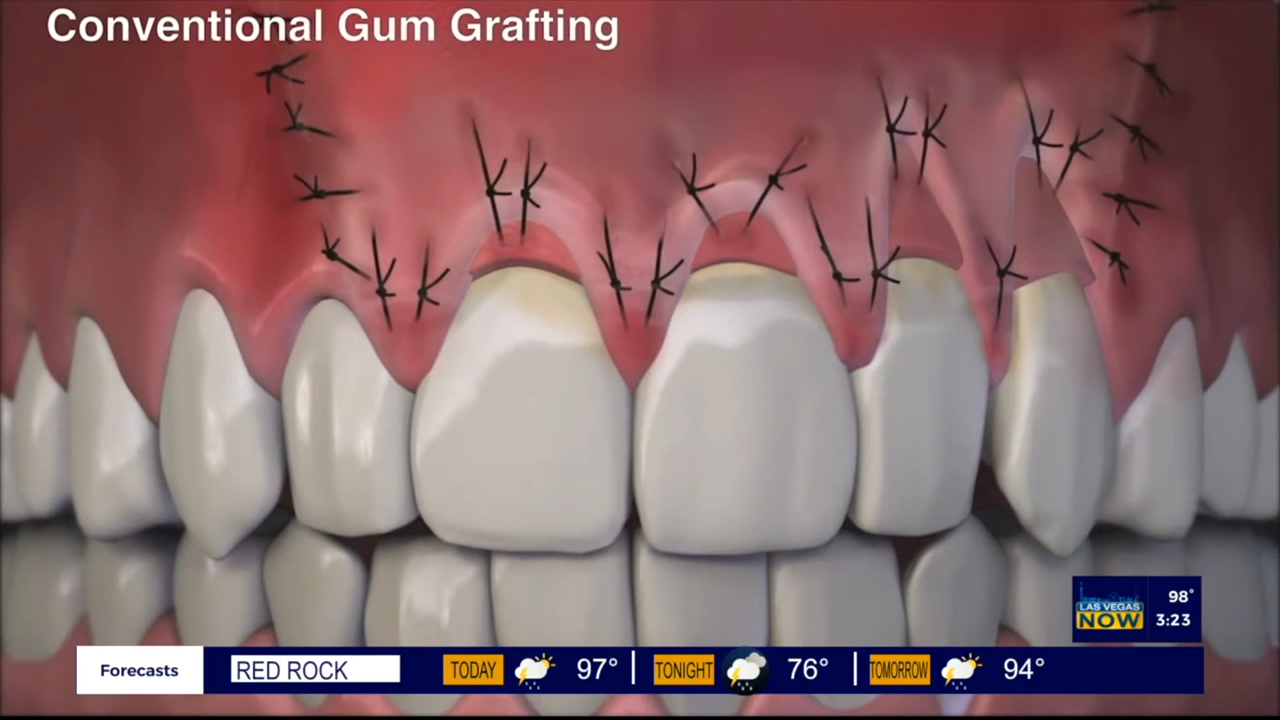 Conventional Gum Grafting
LAS VEGAS
NOW
98°
3:23
Forecasts
RED ROCK
TODAY
97°
TONIGHT
76°
TOMORROW
94°